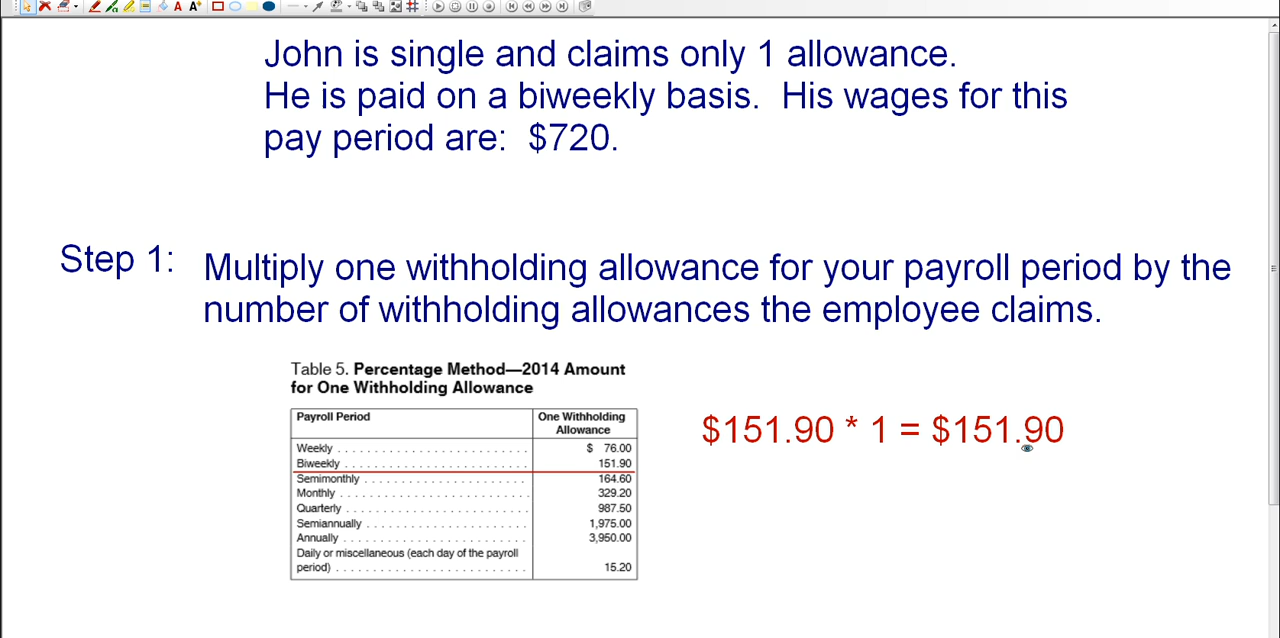 John is single and claims only 1 allowance.
He is paid on a biweekly basis.  His wages for this
pay period are:  $720.
Step 1:
Multiply one withholding allowance for your payroll period by the
number of withholding allowances the employee claims.
Table 5. Percentage Method—2014 Amount
for One Withholding Allowance
Payroll Period
One Withholding
Allowance
Weekly . . . . . . . . . . . . . . . . . . . . . . . . . . $ 76.00
Biweekly . . . . . . . . . . . . . . . . . . . . . . . . . 151.90
Semimonthly . . . . . . . . . . . . . . . . . . . . . . 164.60
Monthly . . . . . . . . . . . . . . . . . . . . . . . . . . 329.20
Quarterly . . . . . . . . . . . . . . . . . . . . . . . . . 987.50
Semiannually . . . . . . . . . . . . . . . . . . . . . . 1,975.00
Annually . . . . . . . . . . . . . . . . . . . . . . . . . 3,950.00
Daily or miscellaneous (each day of the payroll
period) . . . . . . . . . . . . . . . . . . . . . . . . . . 15.20
$151.90 * 1 = $151.90